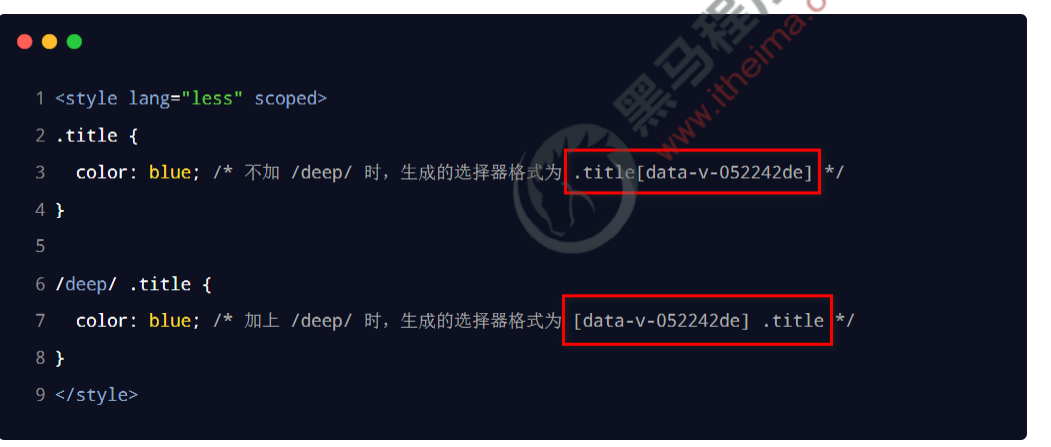 黑马程
www.itheima.co
1 <style lang="less" scoped>
2 .title {
3 color: blue; /* 不加 /deep/ 时，生成的选择器格式为 .title[data-v-052242de] */
4 }
5
6 /deep/ .title {
7 color: blue; /* 加上 /deep/ 时，生成的选择器格式为 [data-v-052242de] .title */
8 }
9 </style>